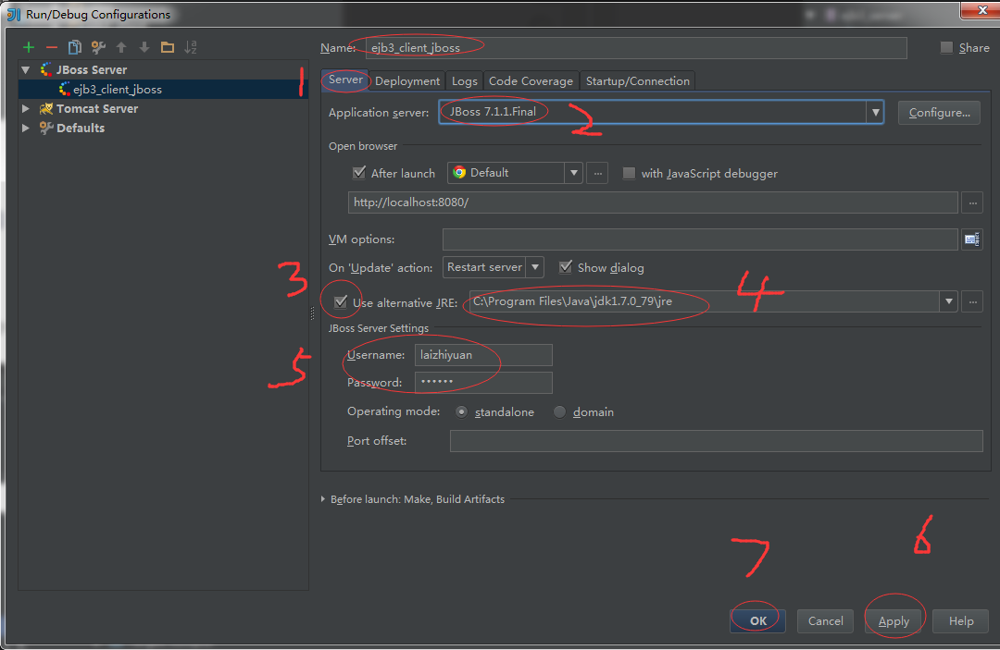 Run/Debug Configurations
Name: ejb3_client_jboss
Share
JBoss Server
ejb3_client_jboss
Tomcat Server
Defaults
1
Server Deployment Logs Code Coverage Startup/Connection
Application server: JBoss 7.1.1.Final Configure...
2
Open browser
After launch Default ... with JavaScript debugger
http://localhost:8080/ ...
VM options:
On 'Update' action: Restart server Show dialog
3
4
Use alternative JRE: C:\Program Files\Java\jdk1.7.0_79\jre ...
JBoss Server Settings
5
Username: laizhiyuan
Password: ••••••
Operating mode: standalone domain
Port offset:
Before launch: Make, Build Artifacts
7
6
OK Cancel Apply Help